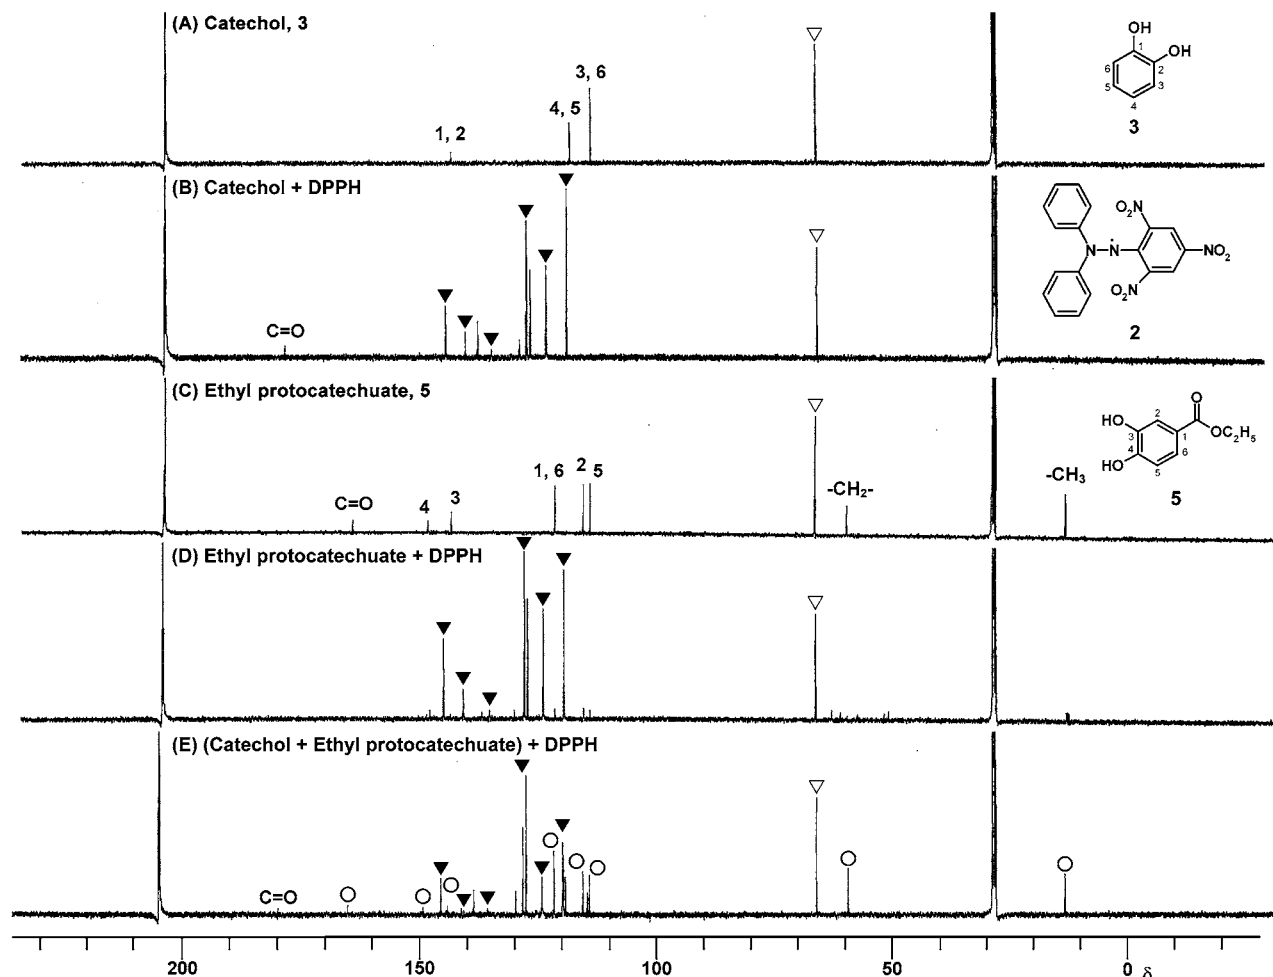 (A) Catechol, 3
1, 2
4, 5
3, 6
OH
OH
1
2
3
4
5
6
3
(B) Catechol + DPPH
C=O
O₂N
NO₂
N
N
O₂N
2
(C) Ethyl protocatechuate, 5
C=O
4
3
1, 6
2
5
-CH₂-
-CH₃
O
HO
OC₂H₅
HO
1
2
3
4
5
6
5
(D) Ethyl protocatechuate + DPPH
(E) (Catechol + Ethyl protocatechuate) + DPPH
C=O
200
150
100
50
0
δ